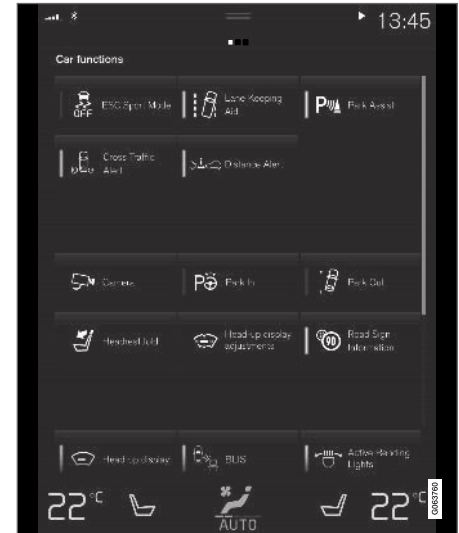 13:45
Car functions
OFF
ESC Sport Mode
Lane Keeping
Aid
P
Park Assist
Cross Traffic
Alert
Distance Alert
Camera
P
Park In
Park Out
Headrest fold
Head-up display
adjustments
90
Road Sign
Information
Head-up display
BLIS
Active Bending
Lights
22°C
AUTO
22°C
G063760